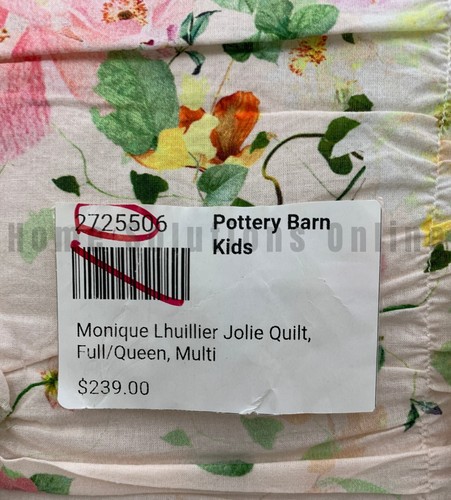 2725506
Pottery Barn
Kids
Home Solutions Online
Monique Lhuillier Jolie Quilt,
Full/Queen, Multi
$239.00